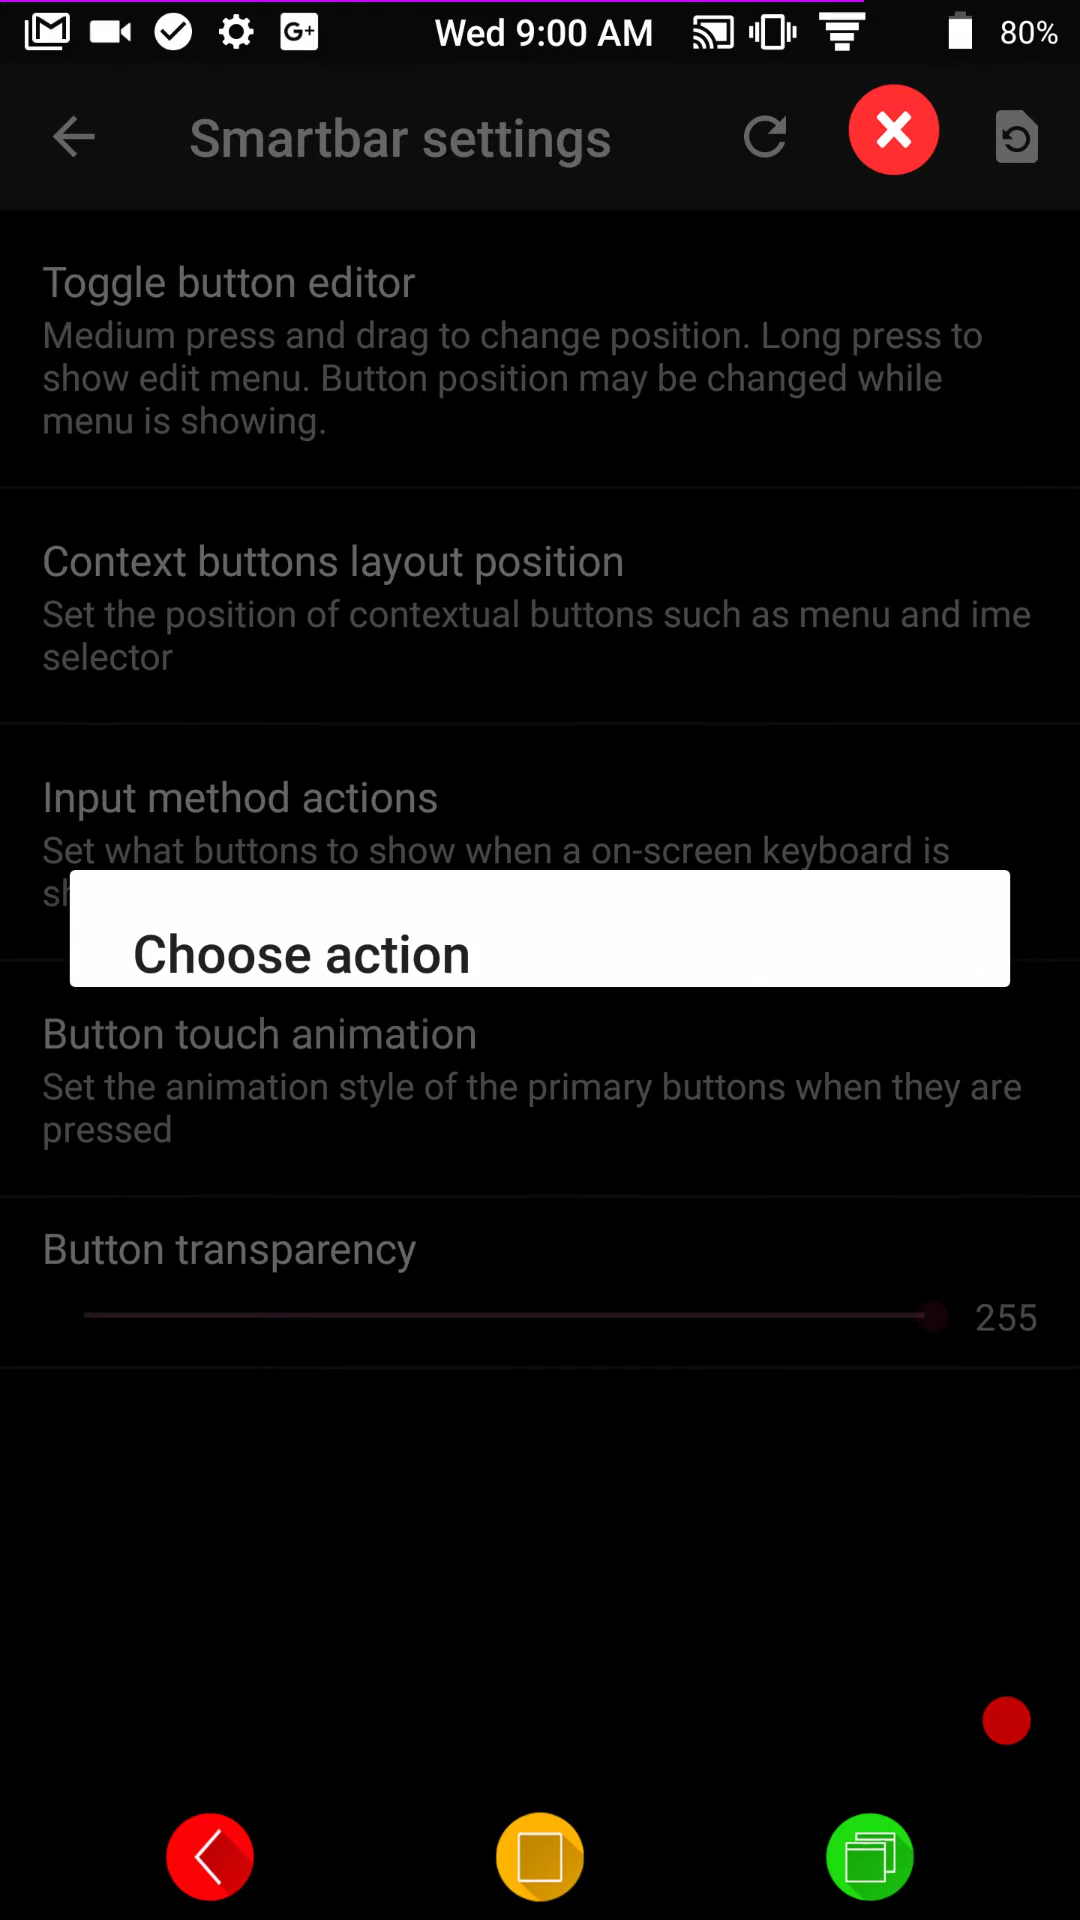 G+ Wed 9:00 AM 80%
Smartbar settings
Toggle button editor
Medium press and drag to change position. Long press to
show edit menu. Button position may be changed while
menu is showing.
Context buttons layout position
Set the position of contextual buttons such as menu and ime
selector
Input method actions
Set what buttons to show when a on-screen keyboard is
Choose action
Button touch animation
Set the animation style of the primary buttons when they are
pressed
Button transparency
255